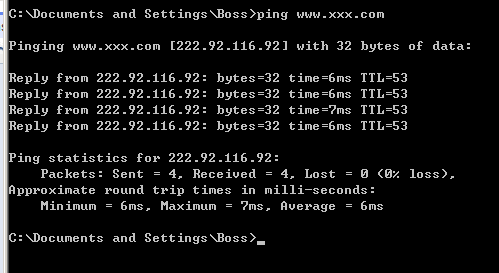 C:\Documents and Settings\Boss>ping www.xxx.com
Pinging www.xxx.com [222.92.116.92] with 32 bytes of data:
Reply from 222.92.116.92: bytes=32 time=6ms TTL=53
Reply from 222.92.116.92: bytes=32 time=6ms TTL=53
Reply from 222.92.116.92: bytes=32 time=7ms TTL=53
Reply from 222.92.116.92: bytes=32 time=6ms TTL=53
Ping statistics for 222.92.116.92:
    Packets: Sent = 4, Received = 4, Lost = 0 (0% loss),
Approximate round trip times in milli-seconds:
    Minimum = 6ms, Maximum = 7ms, Average = 6ms
C:\Documents and Settings\Boss>_